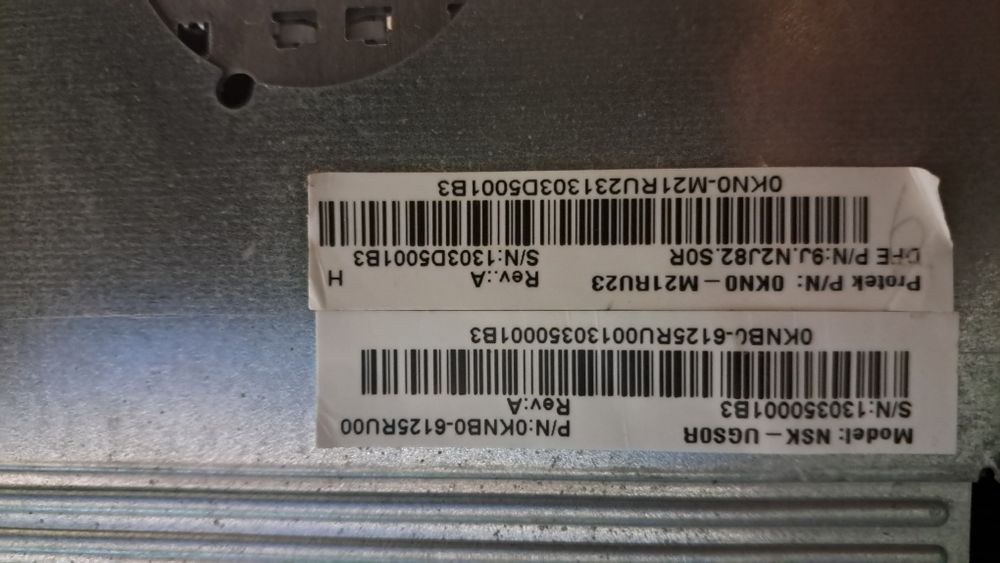 Model: NSK – UGS0R P/N:0KNB0-6125RU00
S/N:130350001B3 Rev:A
0KNB0-6125RU00130350001B3
Protek P/N: 0KN0 – M21RU23 Rev.:A H
DFE P/N:9J.N2J82.S0R S/N:1303D5001B3
0KN0-M21RU231303D5001B3